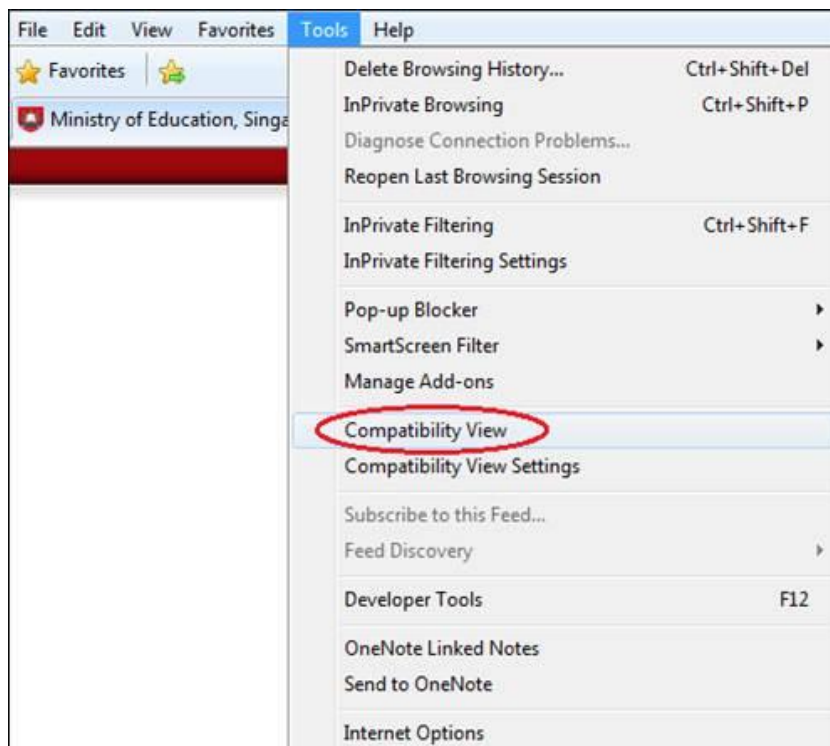 File Edit View Favorites Tools Help
Favorites
Ministry of Education, Singa
Delete Browsing History... Ctrl+Shift+Del
InPrivate Browsing Ctrl+Shift+P
Diagnose Connection Problems...
Reopen Last Browsing Session
InPrivate Filtering Ctrl+Shift+F
InPrivate Filtering Settings
Pop-up Blocker
SmartScreen Filter
Manage Add-ons
Compatibility View
Compatibility View Settings
Subscribe to this Feed...
Feed Discovery
Developer Tools F12
OneNote Linked Notes
Send to OneNote
Internet Options